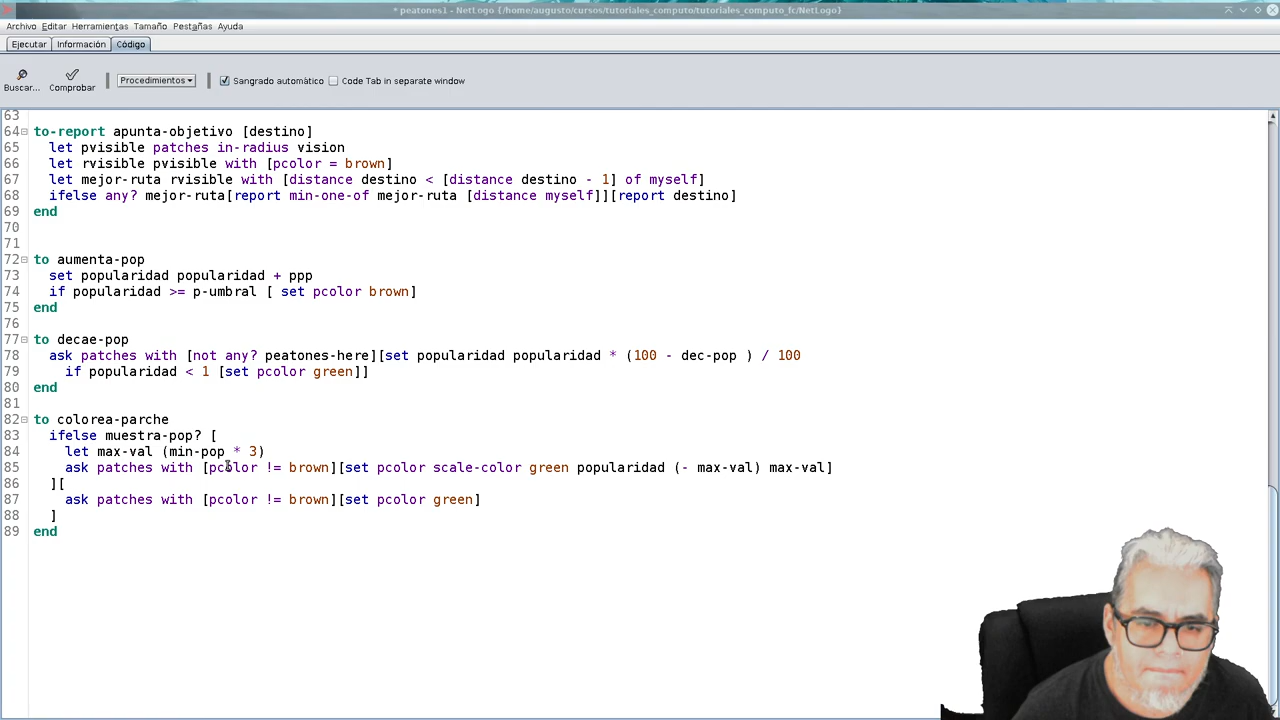 * peatones1 - NetLogo {/home/augusto/cursos/tutoriales_computo/tutoriales_computo_fc/NetLogo}
Archivo Editar Herramientas Tamaño Pestañas Ayuda
Ejecutar Información Código
Buscar... Comprobar Procedimientos Sangrado automático Code Tab in separate window
63
64 to-report apunta-objetivo [destino]
65 let pvisible patches in-radius vision
66 let rvisible pvisible with [pcolor = brown]
67 let mejor-ruta rvisible with [distance destino < [distance destino - 1] of myself]
68 ifelse any? mejor-ruta[report min-one-of mejor-ruta [distance myself]][report destino]
69 end
70
71
72 to aumenta-pop
73 set popularidad popularidad + ppp
74 if popularidad >= p-umbral [ set pcolor brown]
75 end
76
77 to decae-pop
78 ask patches with [not any? peatones-here][set popularidad popularidad * (100 - dec-pop ) / 100
79 if popularidad < 1 [set pcolor green]]
80 end
81
82 to colorea-parche
83 ifelse muestra-pop? [
84 let max-val (min-pop * 3)
85 ask patches with [pcolor != brown][set pcolor scale-color green popularidad (- max-val) max-val]
86 ][
87 ask patches with [pcolor != brown][set pcolor green]
88 ]
89 end